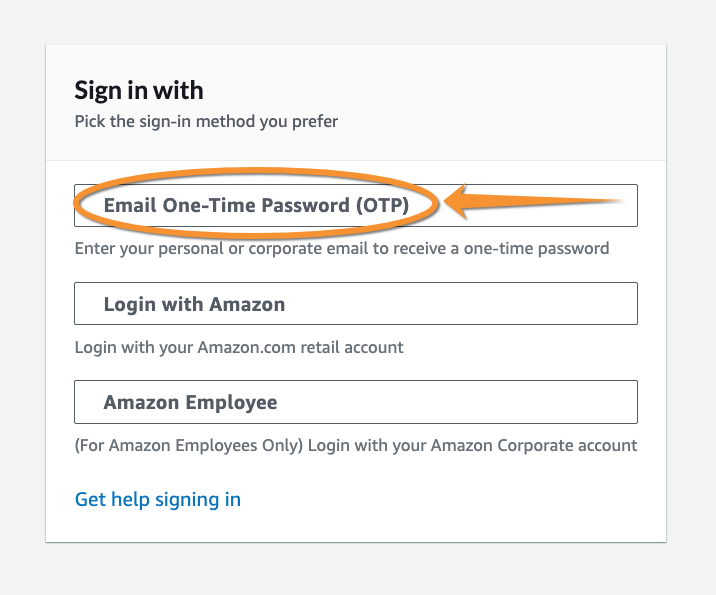 Sign in with
Pick the sign-in method you prefer
Email One-Time Password (OTP)
Enter your personal or corporate email to receive a one-time password
Login with Amazon
Login with your Amazon.com retail account
Amazon Employee
(For Amazon Employees Only) Login with your Amazon Corporate account
Get help signing in